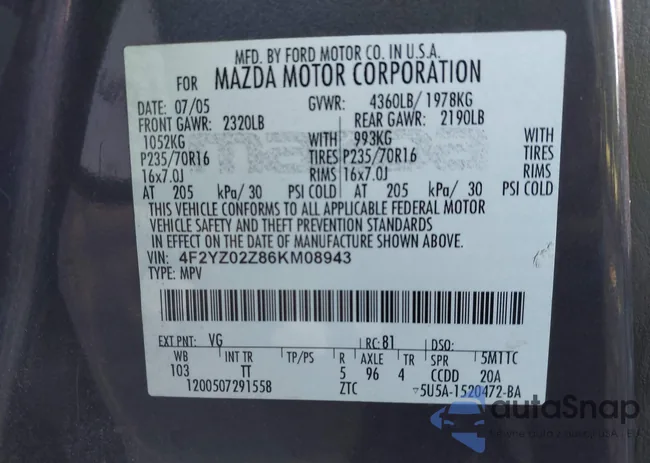 MFD. BY FORD MOTOR CO. IN U.S.A.
FOR MAZDA MOTOR CORPORATION
DATE: 07/05 GVWR: 4360LB/ 1978KG
FRONT GAWR: 2320LB REAR GAWR: 2190LB
1052KG WITH 993KG WITH
P235/70R16 TIRES P235/70R16 TIRES
16x7.0J RIMS 16x7.0J RIMS
AT 205 kPa/ 30 PSI COLD AT 205 kPa/ 30 PSI COLD
THIS VEHICLE CONFORMS TO ALL APPLICABLE FEDERAL MOTOR
VEHICLE SAFETY AND THEFT PREVENTION STANDARDS
IN EFFECT ON THE DATE OF MANUFACTURE SHOWN ABOVE.
VIN: 4F2YZ02Z86KM08943
TYPE: MPV
EXT PNT: VG RC: 81 DSO:
WB INT TR TP/PS R AXLE TR SPR 5M1TC
103 TT 5 96 4 CCDD 20A
1200507291558 ZTC 5U5A-1520472-BA
autoSnap